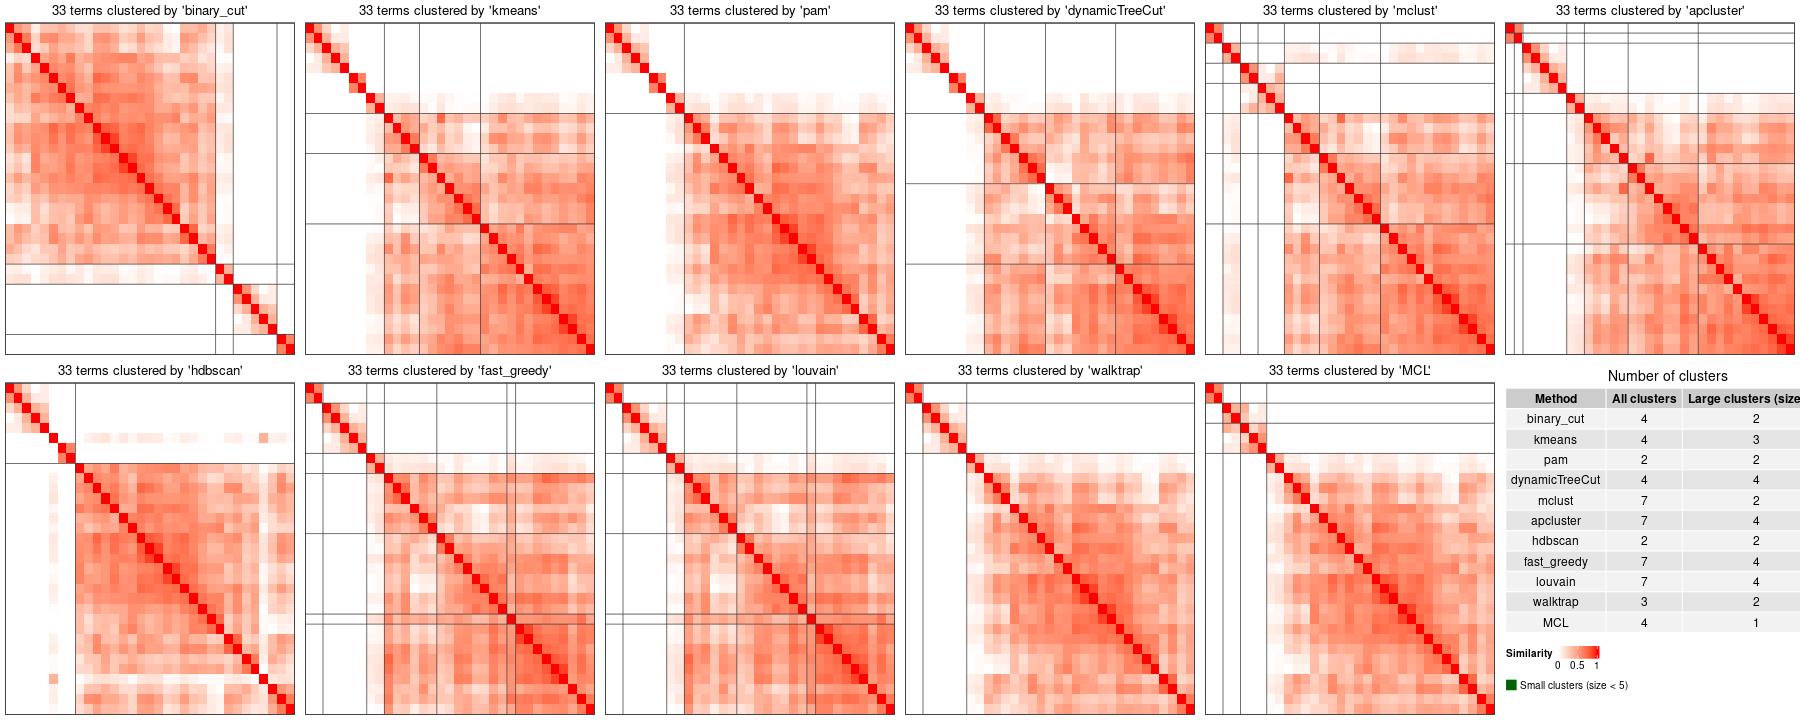 33 terms clustered by 'binary_cut'
33 terms clustered by 'kmeans'
33 terms clustered by 'pam'
33 terms clustered by 'dynamicTreeCut'
33 terms clustered by 'mclust'
33 terms clustered by 'apcluster'
33 terms clustered by 'hdbscan'
33 terms clustered by 'fast_greedy'
33 terms clustered by 'louvain'
33 terms clustered by 'walktrap'
33 terms clustered by 'MCL'
Number of clusters
Method All clusters Large clusters (size
binary_cut 4 2
kmeans 4 3
pam 2 2
dynamicTreeCut 4 4
mclust 7 2
apcluster 7 4
hdbscan 2 2
fast_greedy 7 4
louvain 7 4
walktrap 3 2
MCL 4 1
Similarity
0 0.5 1
Small clusters (size < 5)